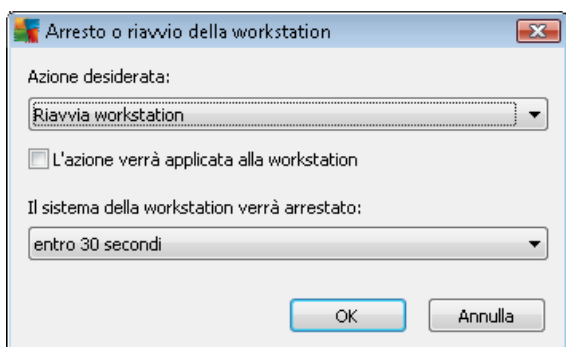 Arresto o riavvio della workstation
Azione desiderata:
Riavvia workstation
L'azione verrà applicata alla workstation
Il sistema della workstation verrà arrestato:
entro 30 secondi
OK Annulla